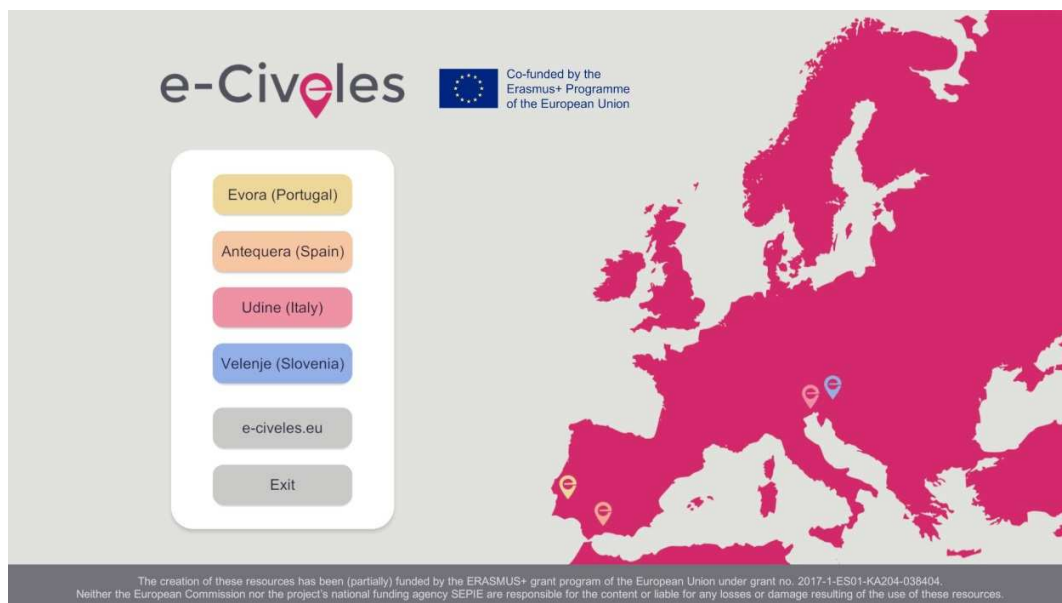 e-Civeles
Co-funded by the
Erasmus+ Programme
of the European Union
Evora (Portugal)
Antequera (Spain)
Udine (Italy)
Velenje (Slovenia)
e-civeles.eu
Exit
The creation of these resources has been (partially) funded by the ERASMUS+ grant program of the European Union under grant no. 2017-1-ES01-KA204-038404.
Neither the European Commission nor the project's national funding agency SEPIE are responsible for the content or liable for any losses or damage resulting of the use of these resources.